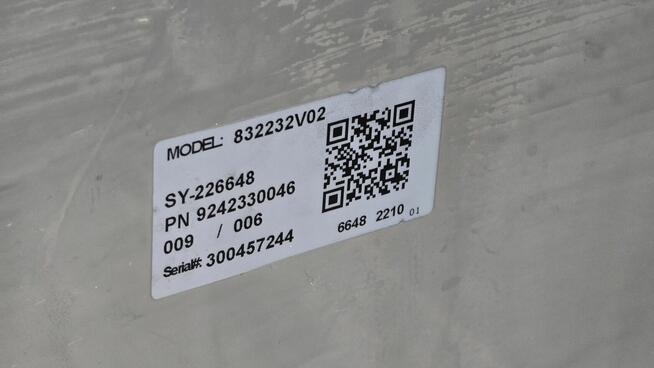 MODEL: 832232V02
SY-226648
PN 9242330046
009 / 006
Serial#: 300457244
6648 2210 01